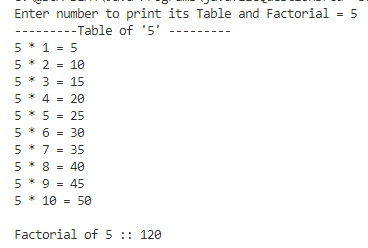 Enter number to print its Table and Factorial = 5
---------Table of '5' ---------
5 * 1 = 5
5 * 2 = 10
5 * 3 = 15
5 * 4 = 20
5 * 5 = 25
5 * 6 = 30
5 * 7 = 35
5 * 8 = 40
5 * 9 = 45
5 * 10 = 50
Factorial of 5 :: 120